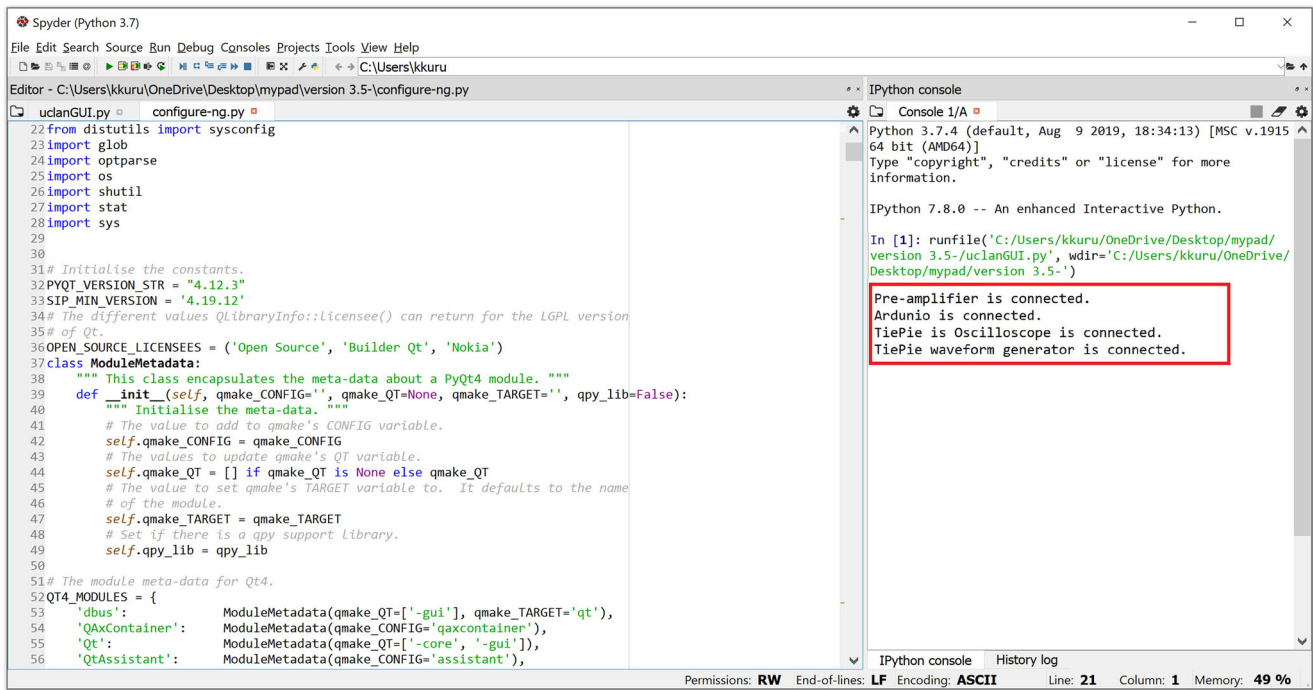 Spyder (Python 3.7)
File Edit Search Source Run Debug Consoles Projects Tools View Help
C:\Users\kkuru
Editor - C:\Users\kkuru\OneDrive\Desktop\mypad\version 3.5-\configure-ng.py
uclanGUI.py configure-ng.py
22 from distutils import sysconfig
23 import glob
24 import optparse
25 import os
26 import shutil
27 import stat
28 import sys
29
30
31 # Initialise the constants.
32 PYQT_VERSION_STR = "4.12.3"
33 SIP_MIN_VERSION = '4.19.12'
34 # The different values QLibraryInfo::licensee() can return for the LGPL version
35 # of Qt.
36 OPEN_SOURCE_LICENSEES = ('Open Source', 'Builder Qt', 'Nokia')
37 class ModuleMetadata:
38     """ This class encapsulates the meta-data about a PyQt4 module. """
39     def __init__(self, qmake_CONFIG='', qmake_QT=None, qmake_TARGET='', qpy_lib=False):
40         """ Initialise the meta-data. """
41         # The value to add to qmake's CONFIG variable.
42         self.qmake_CONFIG = qmake_CONFIG
43         # The values to update qmake's QT variable.
44         self.qmake_QT = [] if qmake_QT is None else qmake_QT
45         # The value to set qmake's TARGET variable to.  It defaults to the name
46         # of the module.
47         self.qmake_TARGET = qmake_TARGET
48         # Set if there is a qpy support library.
49         self.qpy_lib = qpy_lib
50
51 # The module meta-data for Qt4.
52 QT4_MODULES = {
53     'dbus':             ModuleMetadata(qmake_QT=['-gui'], qmake_TARGET='qt'),
54     'QAxContainer':     ModuleMetadata(qmake_CONFIG='qaxcontainer'),
55     'Qt':               ModuleMetadata(qmake_QT=['-core', '-gui']),
56     'QtAssistant':      ModuleMetadata(qmake_CONFIG='assistant'),
IPython console
Console 1/A
Python 3.7.4 (default, Aug  9 2019, 18:34:13) [MSC v.1915
64 bit (AMD64)]
Type "copyright", "credits" or "license" for more
information.
IPython 7.8.0 -- An enhanced Interactive Python.
In [1]: runfile('C:/Users/kkuru/OneDrive/Desktop/mypad/
version 3.5-/uclanGUI.py', wdir='C:/Users/kkuru/OneDrive/
Desktop/mypad/version 3.5-')
Pre-amplifier is connected.
Ardunio is connected.
TiePie is Oscilloscope is connected.
TiePie waveform generator is connected.
IPython console History log
Permissions: RW End-of-lines: LF Encoding: ASCII Line: 21 Column: 1 Memory: 49 %